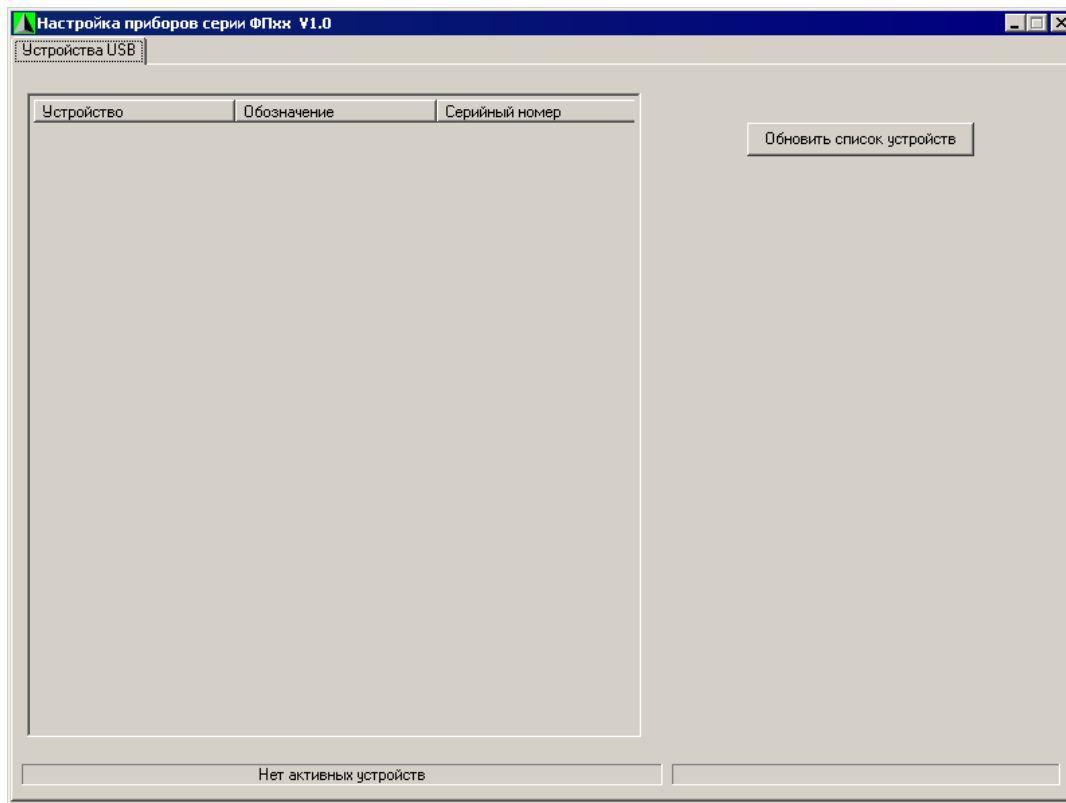 Настройка приборов серии ФПхх V1.0
Устройства USB
Устройство Обозначение Серийный номер
Обновить список устройств
Нет активных устройств